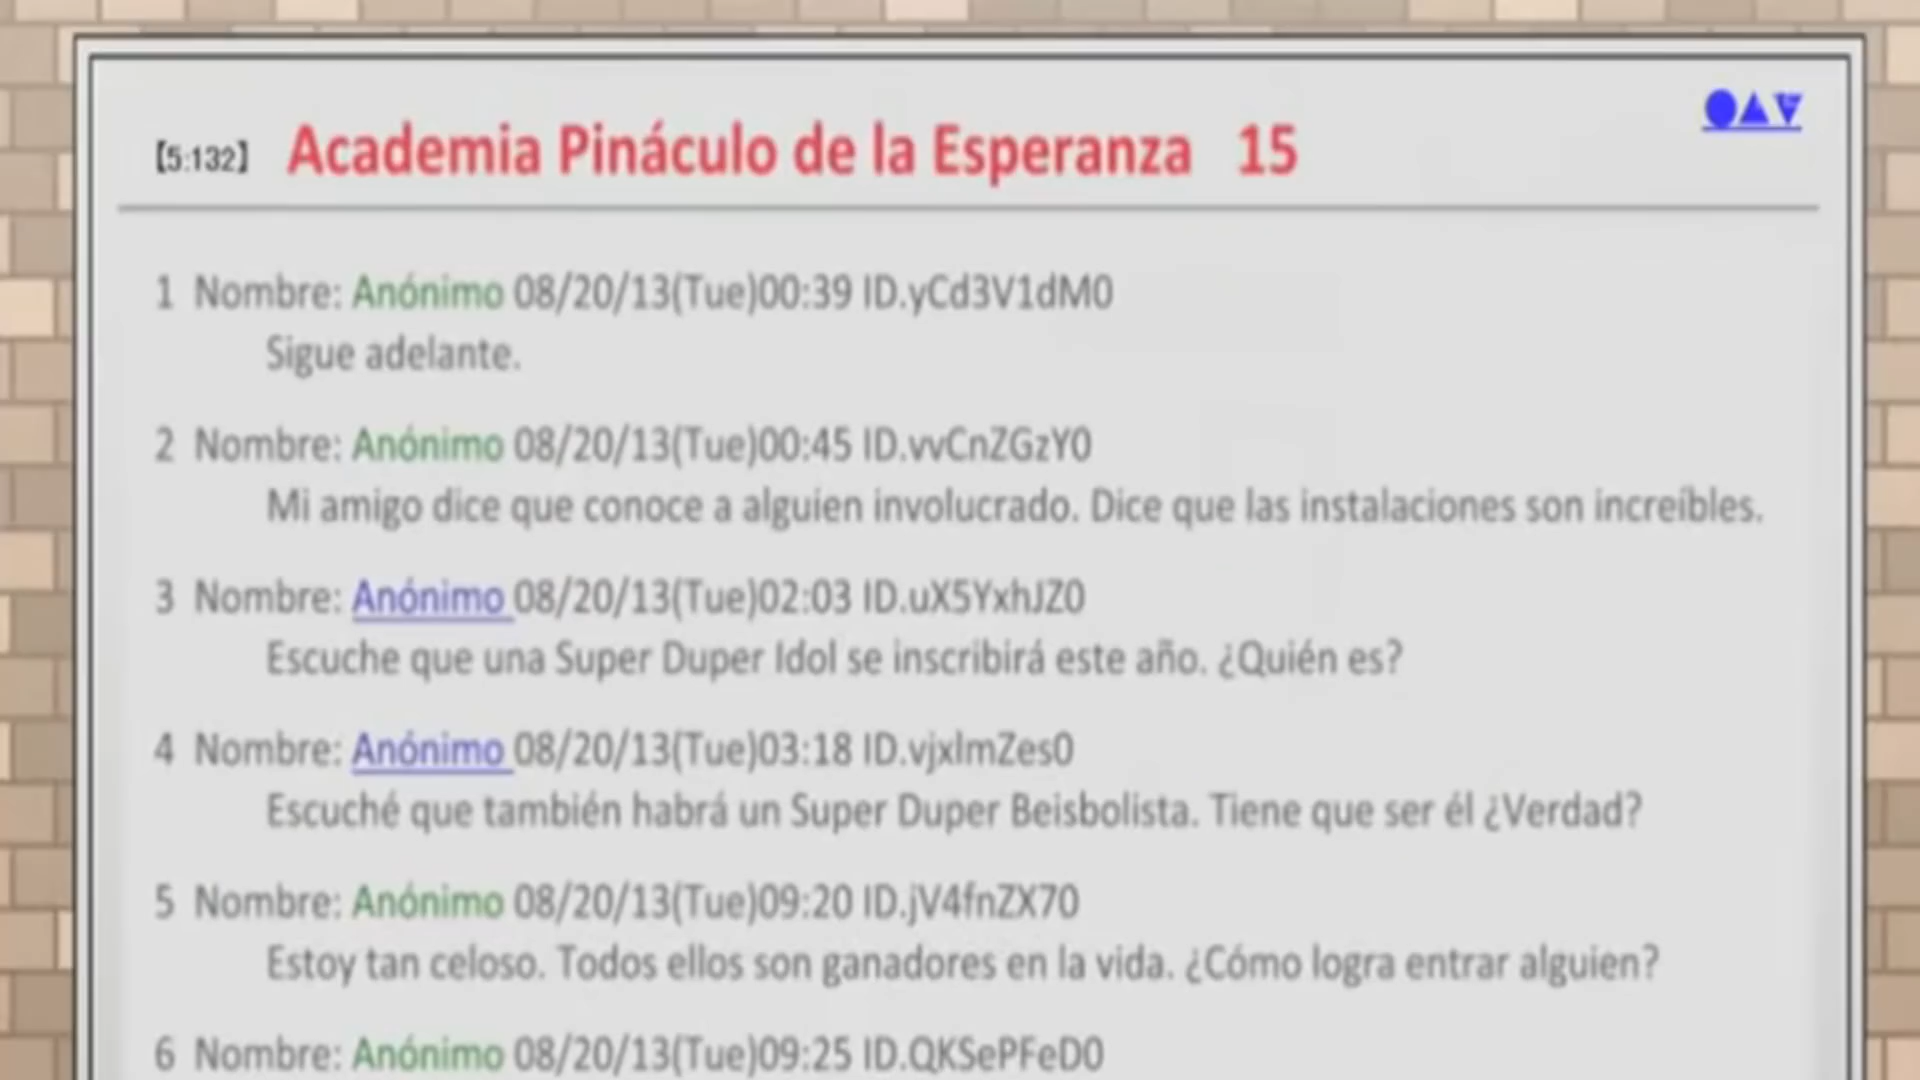 【5:132】 Academia Pináculo de la Esperanza 15
1 Nombre: Anónimo 08/20/13(Tue)00:39 ID.yCd3V1dM0
Sigue adelante.
2 Nombre: Anónimo 08/20/13(Tue)00:45 ID.vvCnZGzY0
Mi amigo dice que conoce a alguien involucrado. Dice que las instalaciones son increíbles.
3 Nombre: Anónimo 08/20/13(Tue)02:03 ID.uX5YxhJZ0
Escuche que una Super Duper Idol se inscribirá este año. ¿Quién es?
4 Nombre: Anónimo 08/20/13(Tue)03:18 ID.vjxlmZes0
Escuché que también habrá un Super Duper Beisbolista. Tiene que ser él ¿Verdad?
5 Nombre: Anónimo 08/20/13(Tue)09:20 ID.jV4fnZX70
Estoy tan celoso. Todos ellos son ganadores en la vida. ¿Cómo logra entrar alguien?
6 Nombre: Anónimo 08/20/13(Tue)09:25 ID.QKSePFeD0